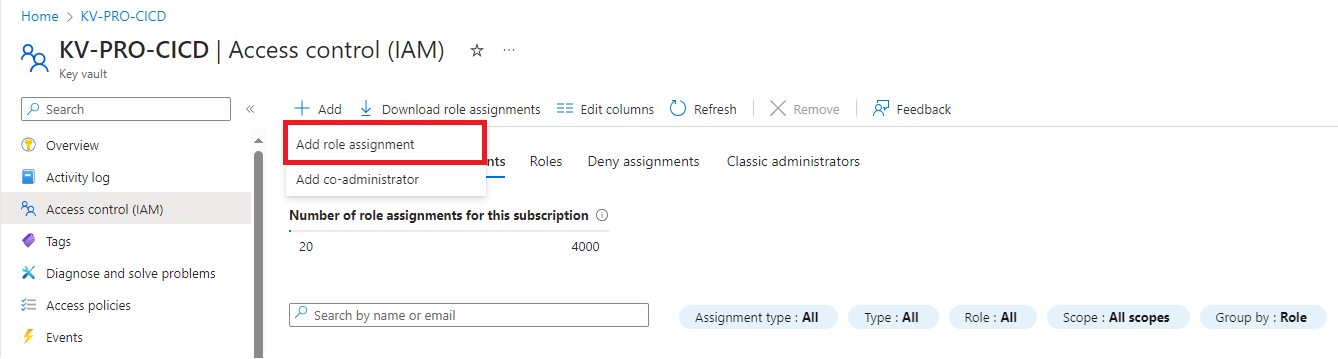 Home > KV-PRO-CICD
KV-PRO-CICD | Access control (IAM)
Key vault
Search
Add Download role assignments Edit columns Refresh Remove Feedback
Add role assignment
Add co-administrator
Overview
Activity log
Access control (IAM)
Tags
Diagnose and solve problems
Access policies
Events
nts Roles Deny assignments Classic administrators
Number of role assignments for this subscription
20 4000
Search by name or email
Assignment type : All Type : All Role : All Scope : All scopes Group by : Role